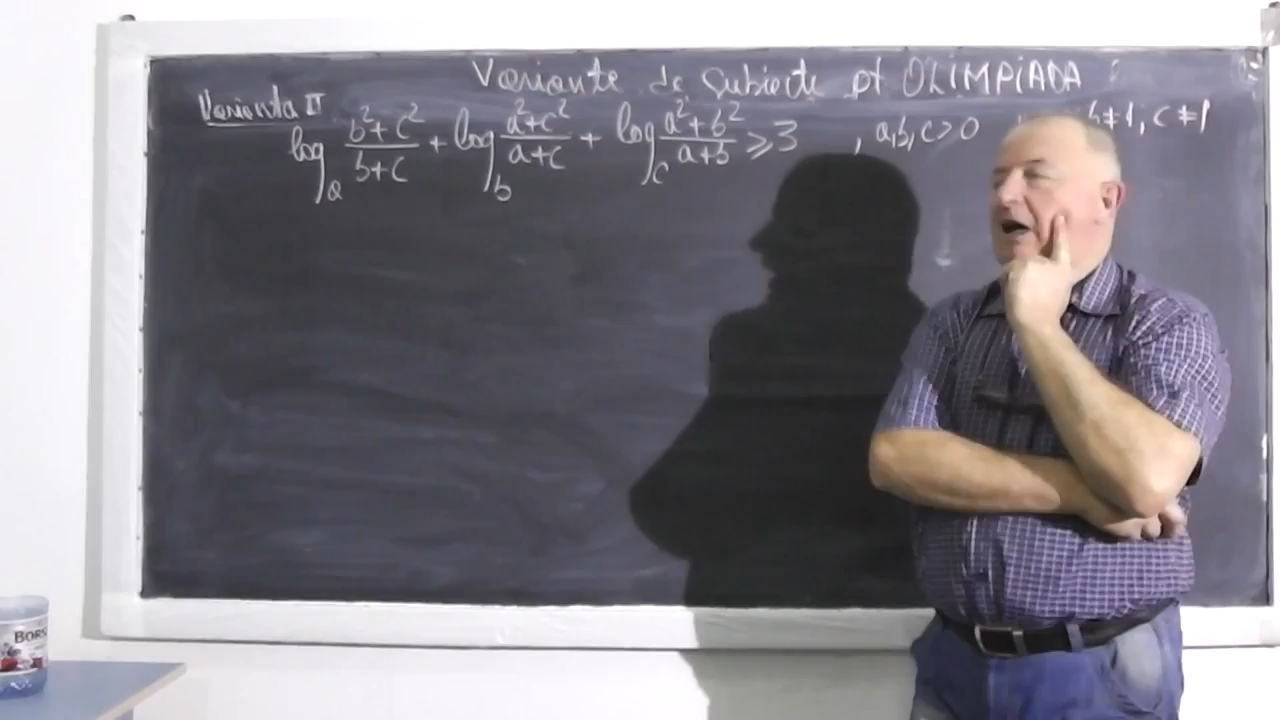 Variante de subiecte pt OLIMPIADA
Varianta II
log_a (b²+c²)/(b+c) + log_b (a²+c²)/(a+c) + log_c (a²+b²)/(a+b) ≥ 3 , a,b,c>0 b≠1, c≠1
BORS